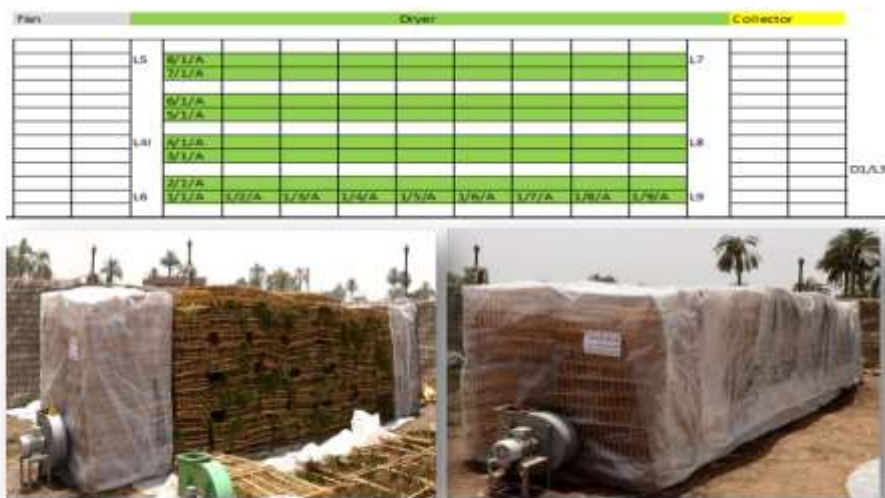 Fan Dryer Collector
L5 8/1/A L7
7/1/A
6/1/A
5/1/A
L4 4/1/A L8
3/1/A
D1/L3
2/1/A
L6 1/1/A 1/2/A 1/3/A 1/4/A 1/5/A 1/6/A 1/7/A 1/8/A 1/9/A L9